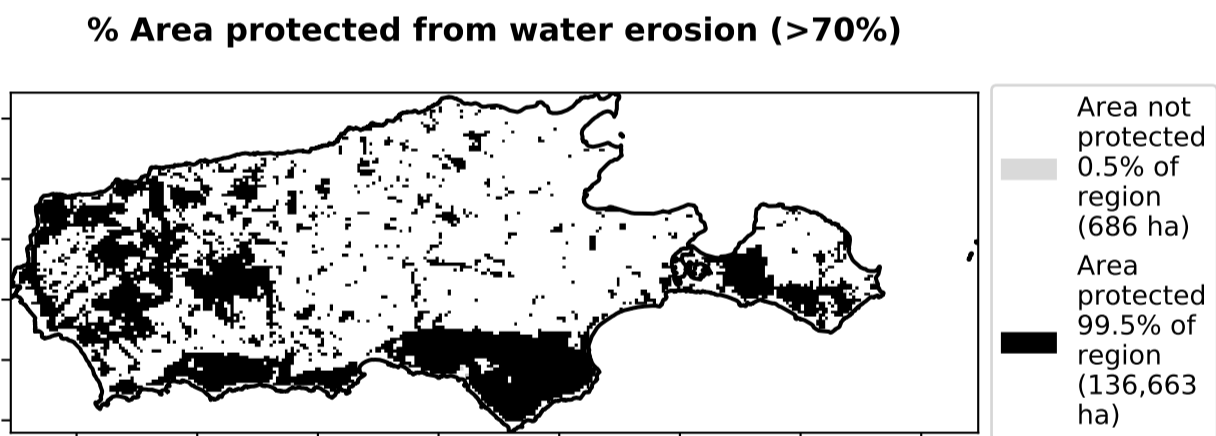 % Area protected from water erosion (>70%)
Area not
protected
0.5% of
region
(686 ha)
Area
protected
99.5% of
region
(136,663
ha)